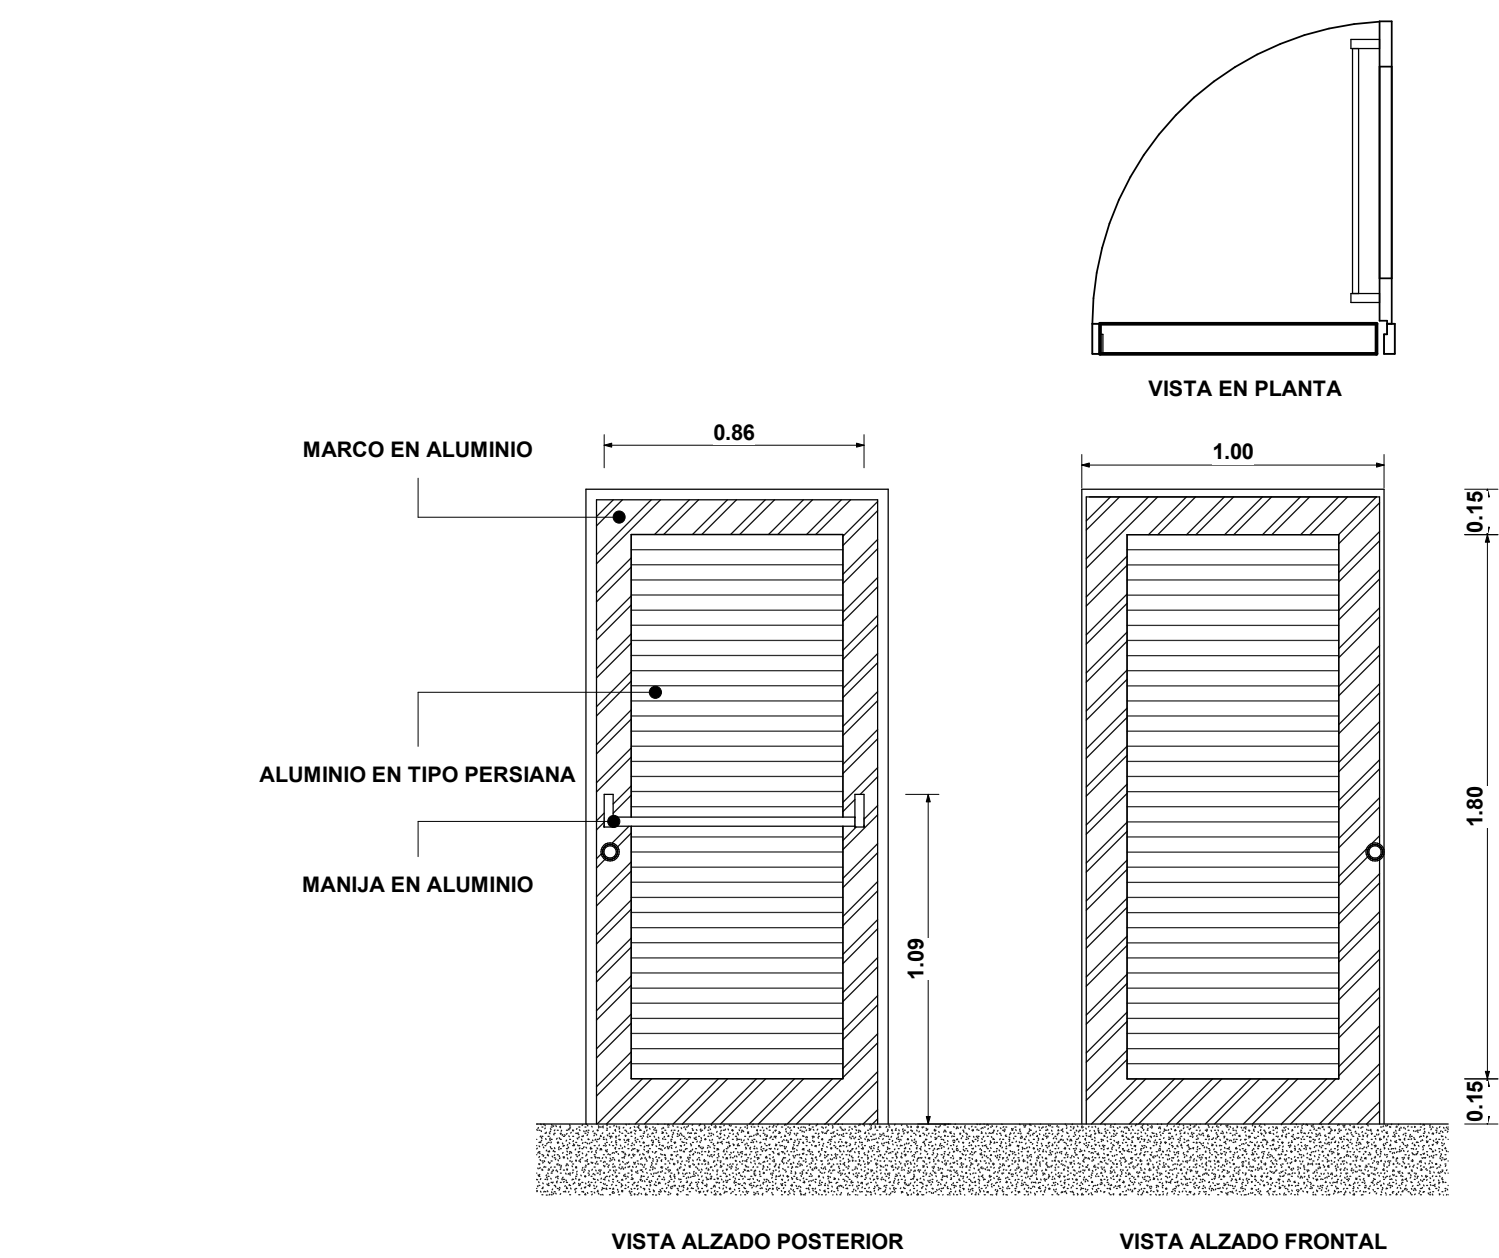 VISTA EN PLANTA
0.86
MARCO EN ALUMINIO
1.00
0.15
ALUMINIO EN TIPO PERSIANA
1.80
MANIJA EN ALUMINIO
1.09
0.15
VISTA ALZADO POSTERIOR
VISTA ALZADO FRONTAL